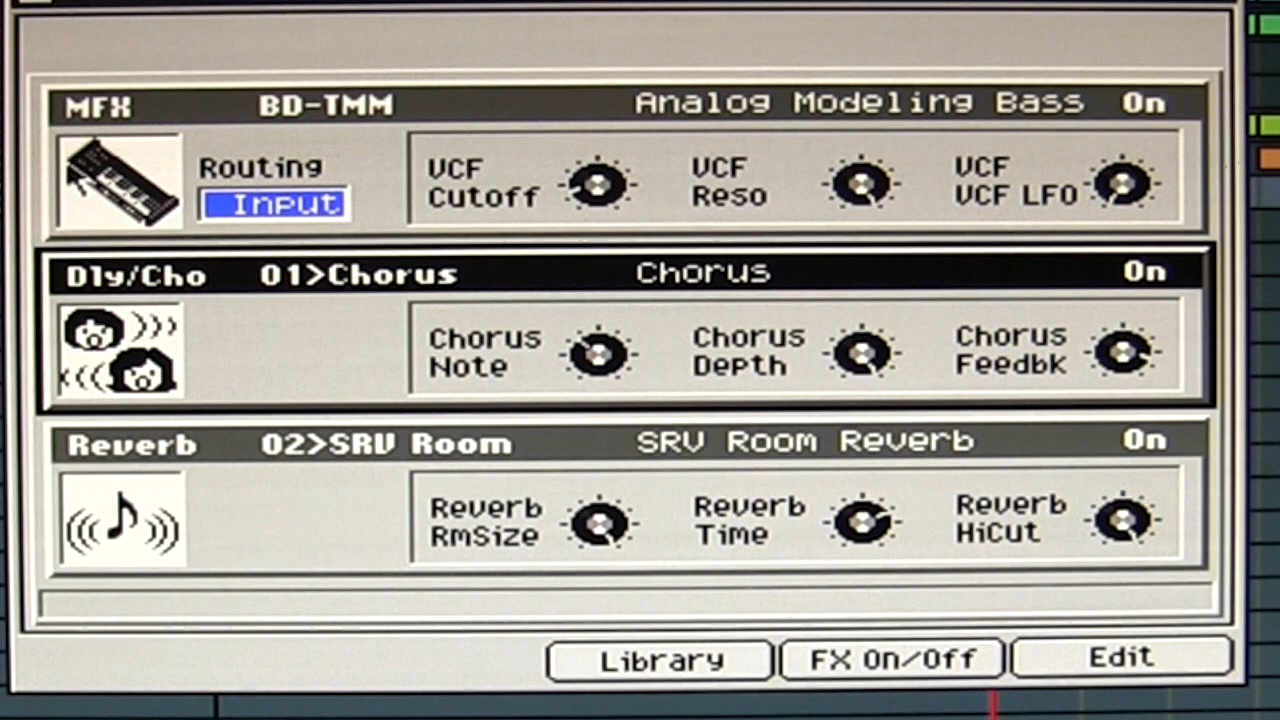 MFX BD-TMM Analog Modeling Bass On
Routing
Input
VCF Cutoff
VCF Reso
VCF VCF LFO
Dly/Cho 01>Chorus Chorus On
Chorus Note
Chorus Depth
Chorus Feedbk
Reverb 02>SRV Room SRV Room Reverb On
Reverb RmSize
Reverb Time
Reverb HiCut
Library FX On/Off Edit